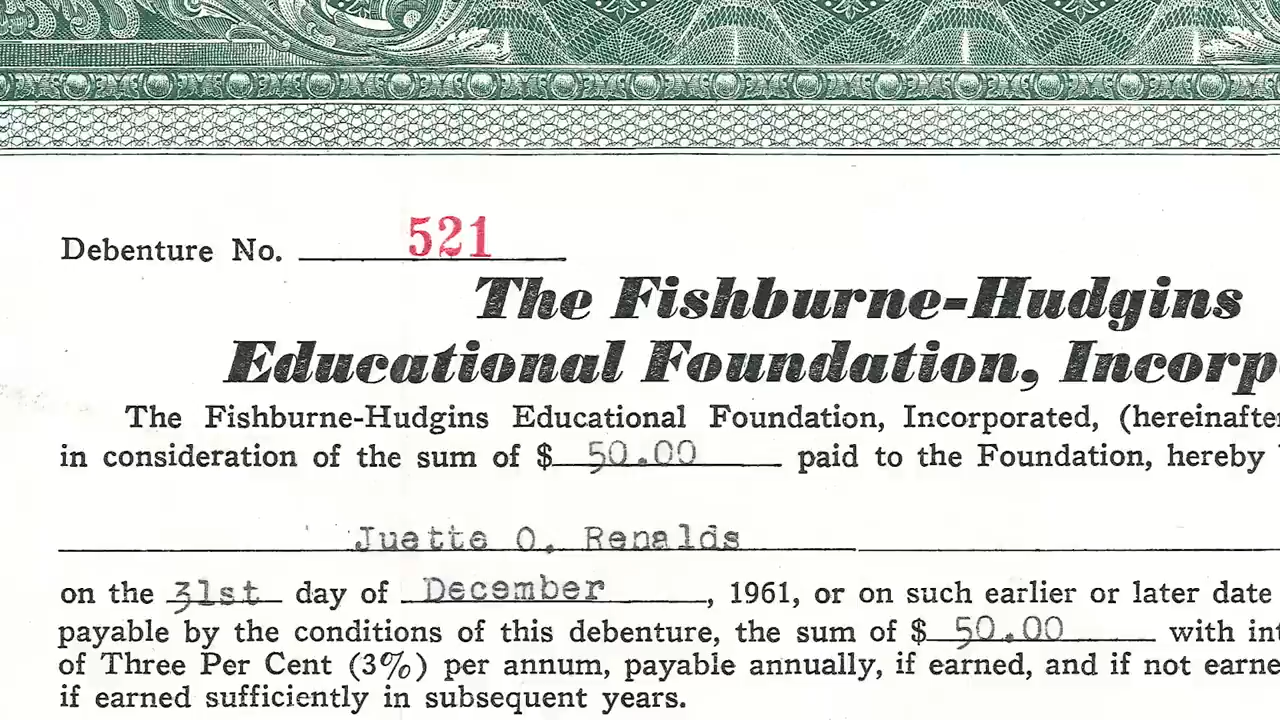 Debenture No. 521
The Fishburne-Hudgins
Educational Foundation, Incorp
The Fishburne-Hudgins Educational Foundation, Incorporated, (hereinafter
in consideration of the sum of $ 50.00 paid to the Foundation, hereby
Juette O. Renalds
on the 31st day of December, 1961, or on such earlier or later date
payable by the conditions of this debenture, the sum of $ 50.00 with int
of Three Per Cent (3%) per annum, payable annually, if earned, and if not earne
if earned sufficiently in subsequent years.